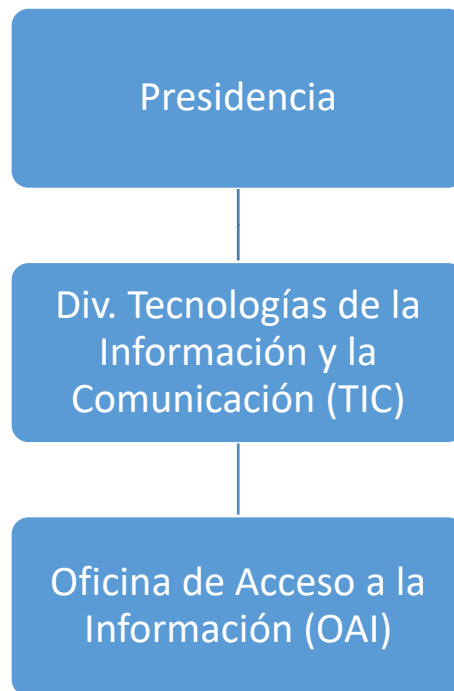 Presidencia
Div. Tecnologías de la
Información y la
Comunicación (TIC)
Oficina de Acceso a la
Información (OAI)